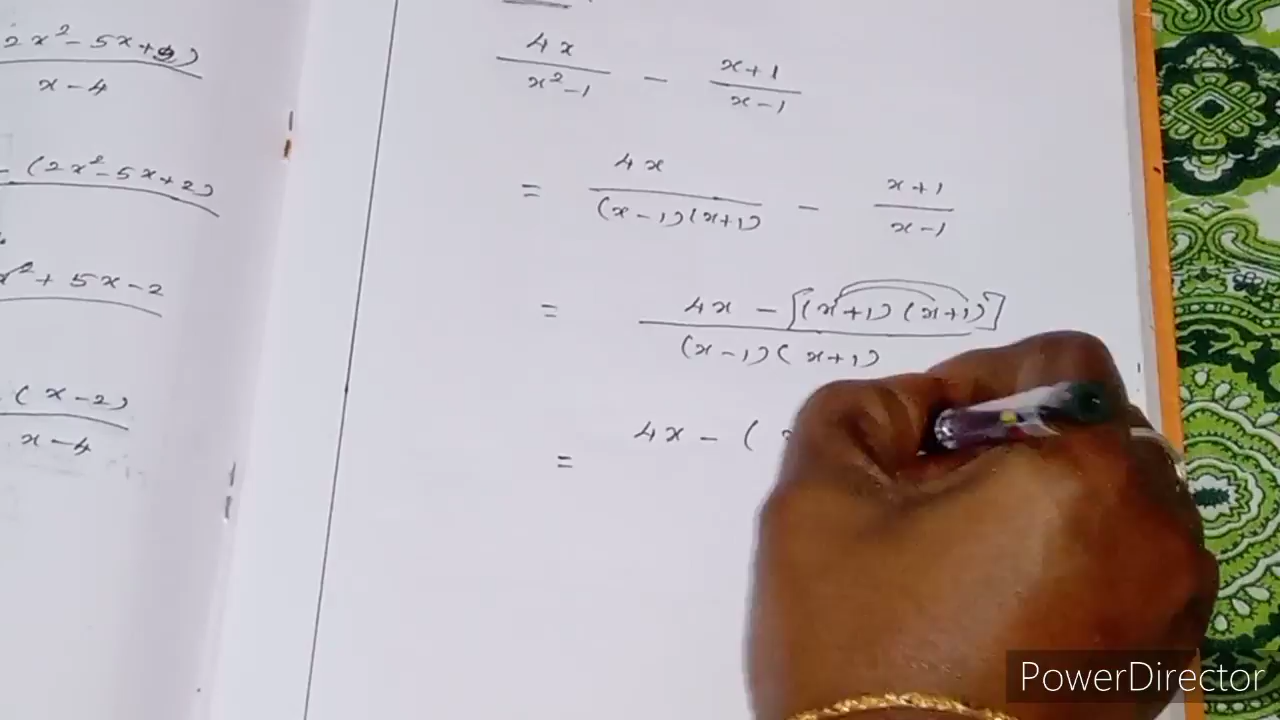 2x² - 5x + 2)
x - 4
- (2x² - 5x + 2)
x² + 5x - 2
( x - 2)
x - 4
4x
x² - 1
-
x + 1
x - 1
=
4x
(x - 1)(x + 1)
-
x + 1
x - 1
=
4x - [(x + 1)(x + 1)]
(x - 1)( x + 1)
=
4x - (
PowerDirector